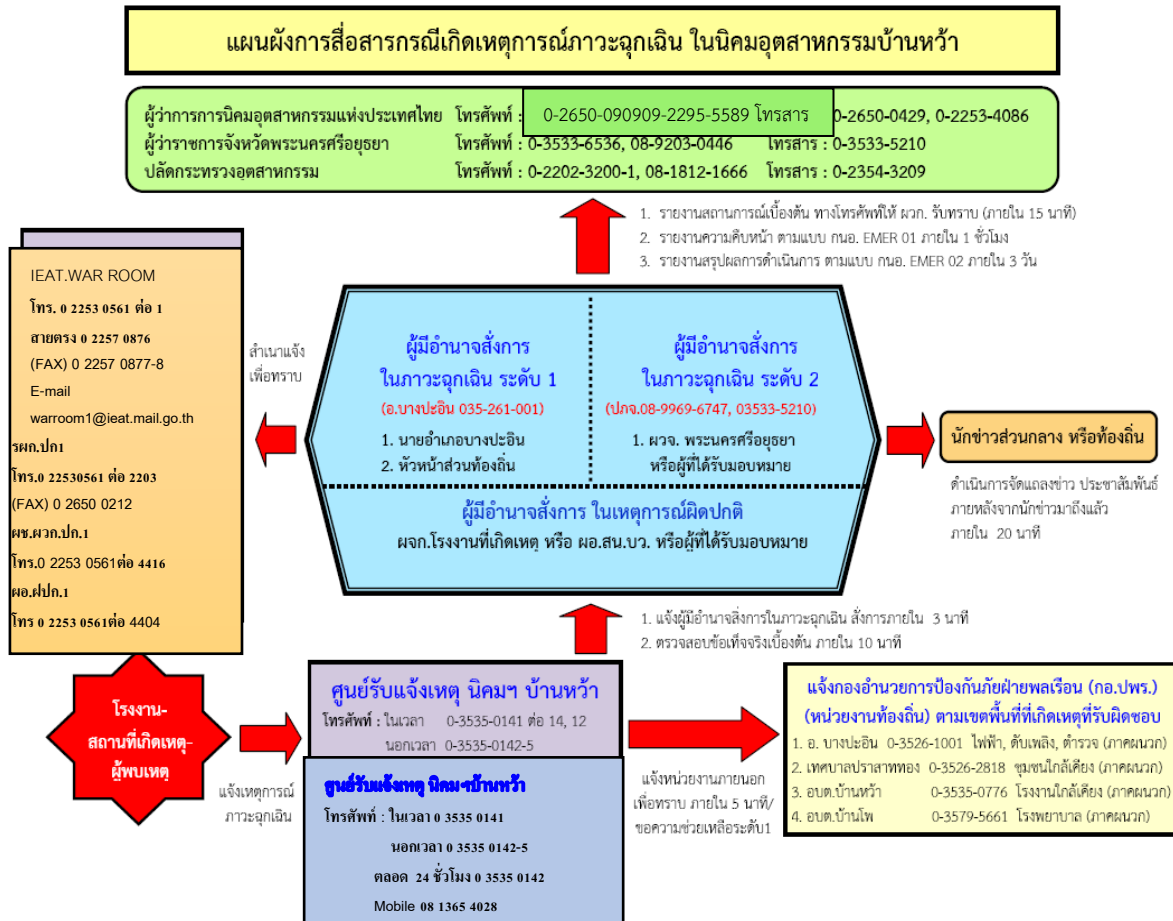 แผนผังการสื่อสารกรณีเกิดเหตุการณ์ภาวะฉุกเฉิน ในนิคมอุตสาหกรรมบ้านหว้า
ผู้ว่าการการนิคมอุตสาหกรรมแห่งประเทศไทย โทรศัพท์ : 0-2650-090909-2295-5589 โทรสาร 0-2650-0429, 0-2253-4086
ผู้ว่าราชการจังหวัดพระนครศรีอยุธยา โทรศัพท์ : 0-3533-6536, 08-9203-0446 โทรสาร : 0-3533-5210
ปลัดกระทรวงอุตสาหกรรม โทรศัพท์ : 0-2202-3200-1, 08-1812-1666 โทรสาร : 0-2354-3209
1. รายงานสถานการณ์เบื้องต้น ทางโทรศัพท์ให้ ผวก. รับทราบ (ภายใน 15 นาที)
2. รายงานความคืบหน้า ตามแบบ กนอ. EMER 01 ภายใน 1 ชั่วโมง
3. รายงานสรุปผลการดำเนินการ ตามแบบ กนอ. EMER 02 ภายใน 3 วัน
IEAT.WAR ROOM
โทร. 0 2253 0561 ต่อ 1
สายตรง 0 2257 0876
(FAX) 0 2257 0877-8
E-mail
warroom1@ieat.mail.go.th
รผก.ปก1
โทร.0 22530561 ต่อ 2203
(FAX) 0 2650 0212
ผช.ผวก.ปก.1
โทร.0 2253 0561ต่อ 4416
ผอ.ฝปก.1
โทร 0 2253 0561ต่อ 4404
สำเนาแจ้ง
เพื่อทราบ
ผู้มีอำนาจสั่งการ
ในภาวะฉุกเฉิน ระดับ 1
(อ.บางปะอิน 035-261-001)
1. นายอำเภอบางปะอิน
2. หัวหน้าส่วนท้องถิ่น
ผู้มีอำนาจสั่งการ
ในภาวะฉุกเฉิน ระดับ 2
(ปภจ.08-9969-6747, 03533-5210)
1. ผวจ. พระนครศรีอยุธยา
หรือผู้ที่ได้รับมอบหมาย
ผู้มีอำนาจสั่งการ ในเหตุการณ์ผิดปกติ
ผจก.โรงงานที่เกิดเหตุ หรือ ผอ.สน.บว. หรือผู้ที่ได้รับมอบหมาย
นักข่าวส่วนกลาง หรือท้องถิ่น
ดำเนินการจัดแถลงข่าว ประชาสัมพันธ์
ภายหลังจากนักข่าวมาถึงแล้ว
ภายใน 20 นาที
1. แจ้งผู้มีอำนาจสั่งการในภาวะฉุกเฉิน สั่งการภายใน 3 นาที
2. ตรวจสอบข้อเท็จจริงเบื้องต้น ภายใน 10 นาที
โรงงาน-
สถานที่เกิดเหตุ-
ผู้พบเหตุ
แจ้งเหตุการณ์
ภาวะฉุกเฉิน
ศูนย์รับแจ้งเหตุ นิคมฯ บ้านหว้า
โทรศัพท์ : ในเวลา 0-3535-0141 ต่อ 14, 12
นอกเวลา 0-3535-0142-5
ศูนย์รับแจ้งเหตุ นิคมฯบ้านหว้า
โทรศัพท์ : ในเวลา 0 3535 0141
นอกเวลา 0 3535 0142-5
ตลอด 24 ชั่วโมง 0 3535 0142
Mobile 08 1365 4028
แจ้งหน่วยงานภายนอก
เพื่อทราบ ภายใน 5 นาที/
ขอความช่วยเหลือระดับ1
แจ้งกองอำนวยการป้องกันภัยฝ่ายพลเรือน (กอ.ปพร.)
(หน่วยงานท้องถิ่น) ตามเขตพื้นที่ที่เกิดเหตุที่รับผิดชอบ
1. อ. บางปะอิน 0-3526-1001 ไฟฟ้า, ดับเพลิง, ตำรวจ (ภาคผนวก)
2. เทศบาลปราสาททอง 0-3526-2818 ชุมชนใกล้เคียง (ภาคผนวก)
3. อบต.บ้านหว้า 0-3535-0776 โรงงานใกล้เคียง (ภาคผนวก)
4. อบต.บ้านโพ 0-3579-5661 โรงพยาบาล (ภาคผนวก)